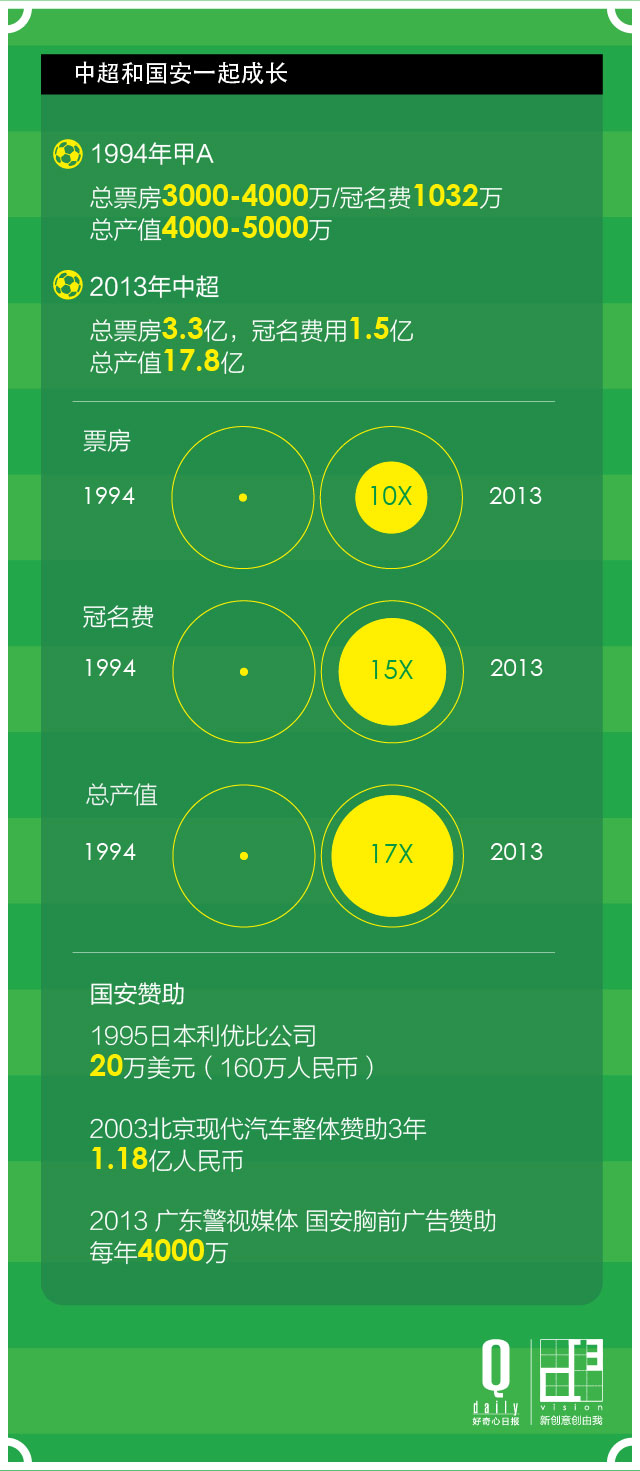 中超和国安一起成长
1994年甲A
总票房3000-4000万/冠名费1032万
总产值4000-5000万
2013年中超
总票房3.3亿，冠名费用1.5亿
总产值17.8亿
票房
1994 10X 2013
冠名费
1994 15X 2013
总产值
1994 17X 2013
国安赞助
1995日本利优比公司
20万美元（160万人民币）
2003北京现代汽车整体赞助3年
1.18亿人民币
2013 广东警视媒体 国安胸前广告赞助
每年4000万
Q
daily
好奇心日报
d3
vision
新创意创由我